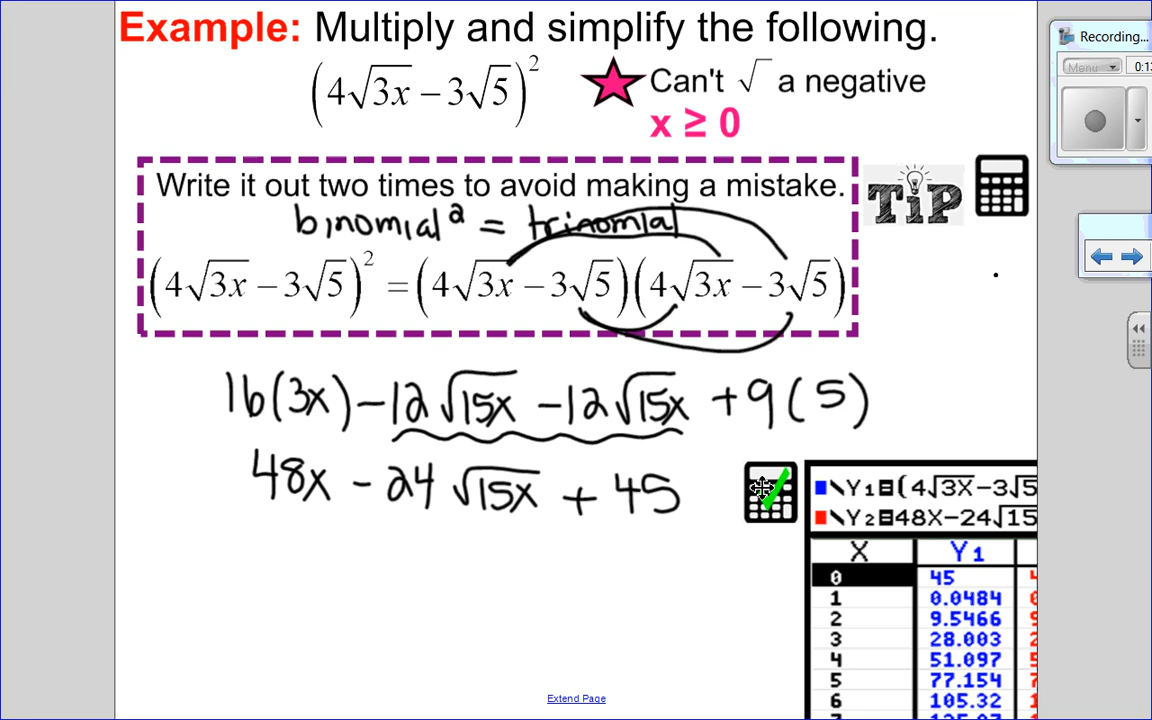 Example: Multiply and simplify the following.
(4√3x − 3√5)²
Can't √ a negative
x ≥ 0
Recording...
Menu
0:1
Write it out two times to avoid making a mistake.
TiP
binomial² = trinomial
(4√3x − 3√5)² = (4√3x − 3√5)(4√3x − 3√5)
16(3x) − 12√15x − 12√15x + 9(5)
48x − 24√15x + 45
\Y1=(4√3X−3√5
\Y2=48X−24√15
X Y1
0 45
1 0.0484
2 9.5466
3 28.003
4 51.097
5 77.154
6 105.32
Extend Page